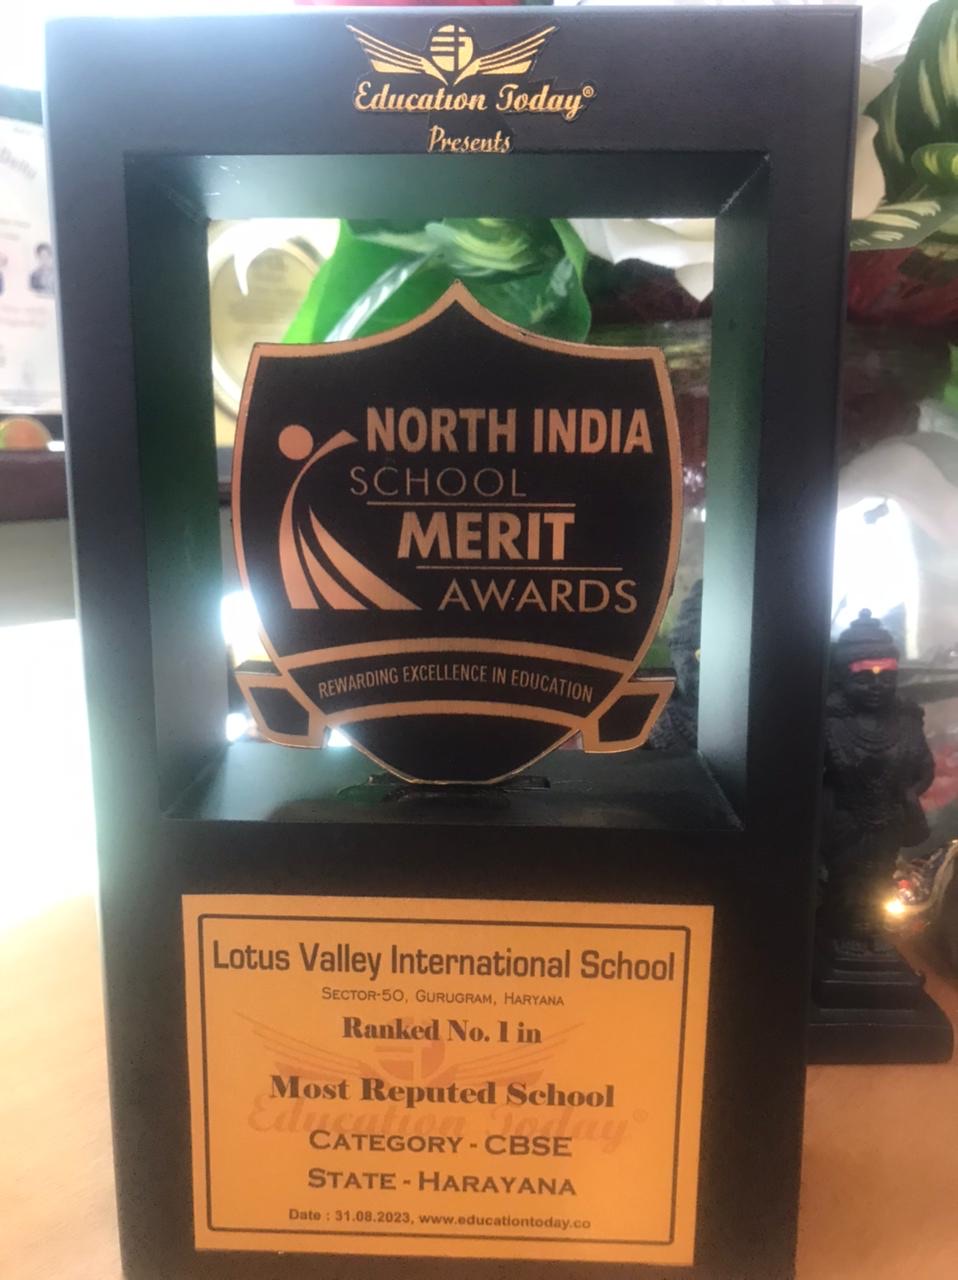 Education Today®
Presents
NORTH INDIA
SCHOOL
MERIT
AWARDS
REWARDING EXCELLENCE IN EDUCATION
Lotus Valley International School
SECTOR-50, GURUGRAM, HARYANA
Ranked No. 1 in
Most Reputed School
Education Today®
CATEGORY - CBSE
STATE - HARAYANA
Date : 31.08.2023, www.educationtoday.co